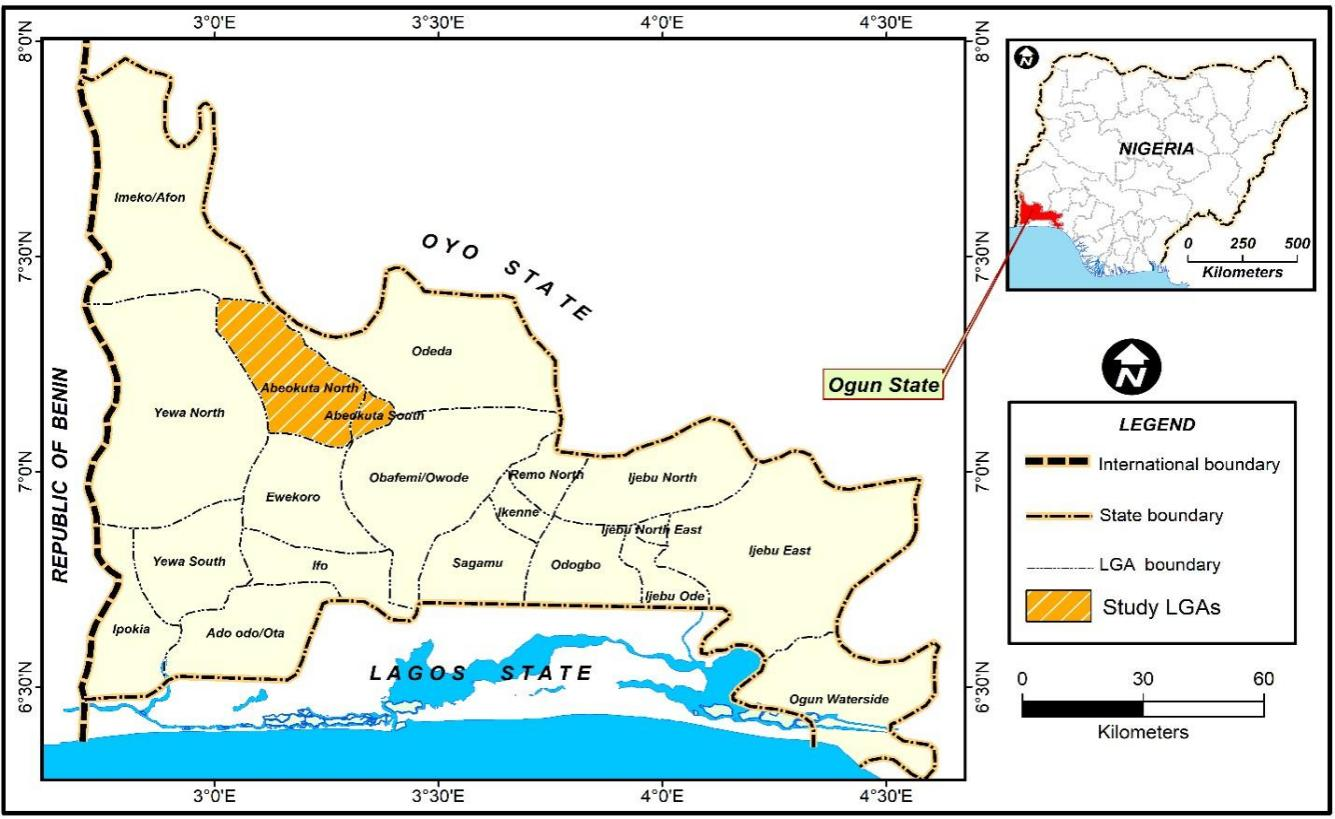 3°0'E 3°30'E 4°0'E 4°30'E
8°0'N
8°0'N
N
NIGERIA
0 250 500
Kilometers
Imeko/Afon
OYO STATE
7°30'N
7°30'N
Odeda
Ogun State
N
REPUBLIC OF BENIN
Abeokuta North
Yewa North
Abeokuta South
LEGEND
International boundary
State boundary
LGA boundary
Study LGAs
7°0'N
7°0'N
Obafemi/Owode
Remo North
Ijebu North
Ewekoro
Ikenne
Ijebu North East
Ijebu East
Yewa South
Ifo
Sagamu
Odogbo
Ijebu Ode
Ipokia
Ado odo/Ota
LAGOS STATE
6°30'N
6°30'N
Ogun Waterside
0 30 60
Kilometers
3°0'E 3°30'E 4°0'E 4°30'E